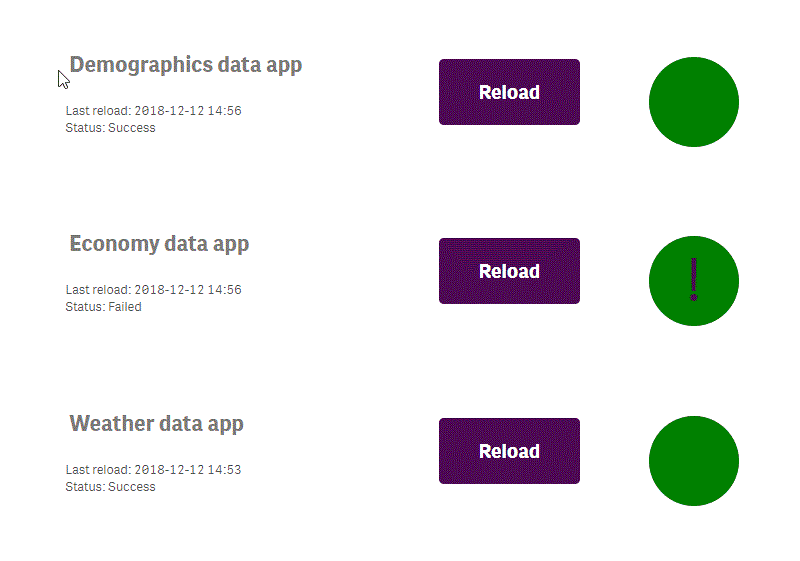 Demographics data app
Reload
Last reload: 2018-12-12 14:56
Status: Success
Economy data app
Reload
!
Last reload: 2018-12-12 14:56
Status: Failed
Weather data app
Reload
Last reload: 2018-12-12 14:53
Status: Success